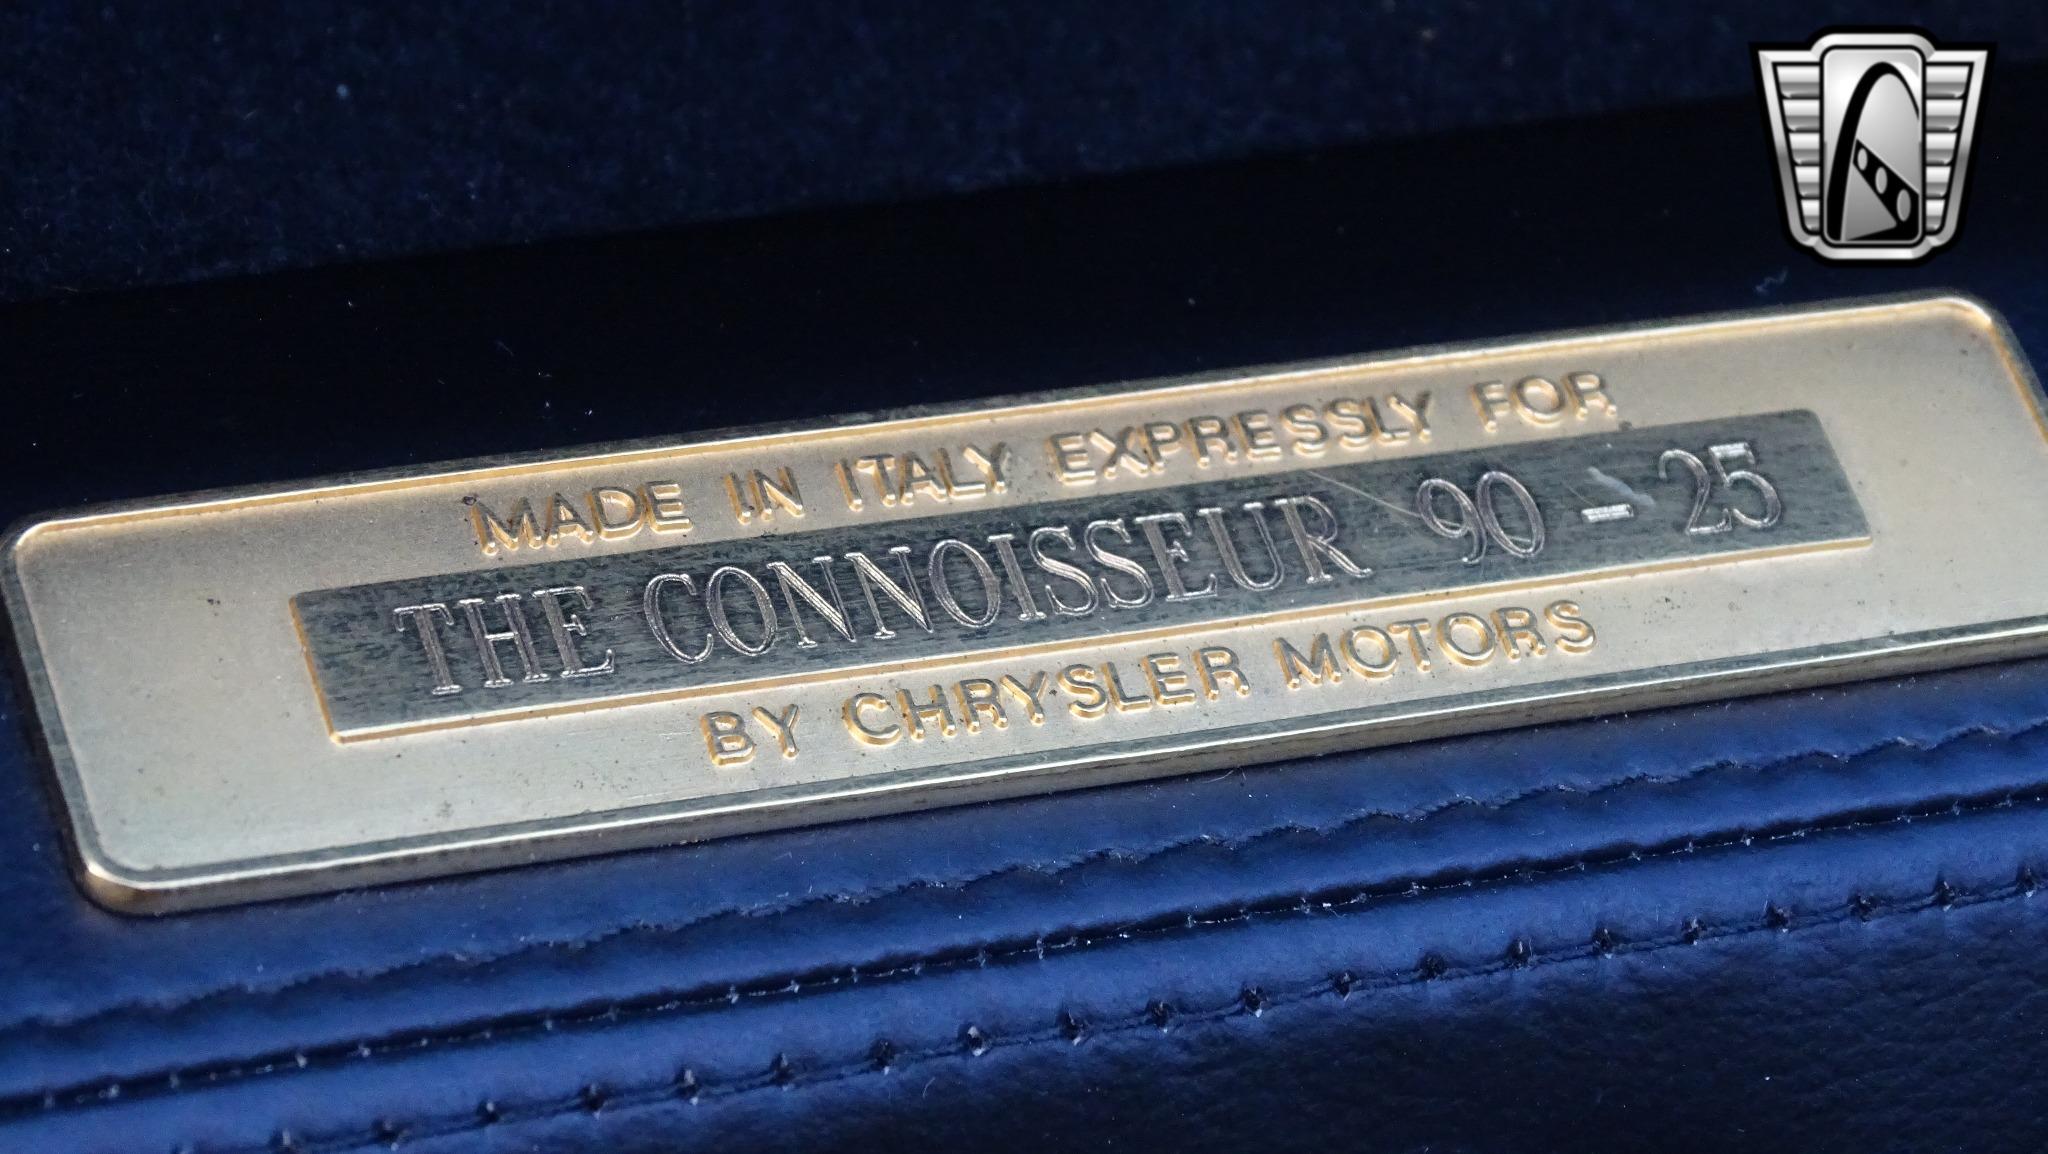 MADE IN ITALY EXPRESSLY FOR
THE CONNOISSEUR 90 - 25
BY CHRYSLER MOTORS